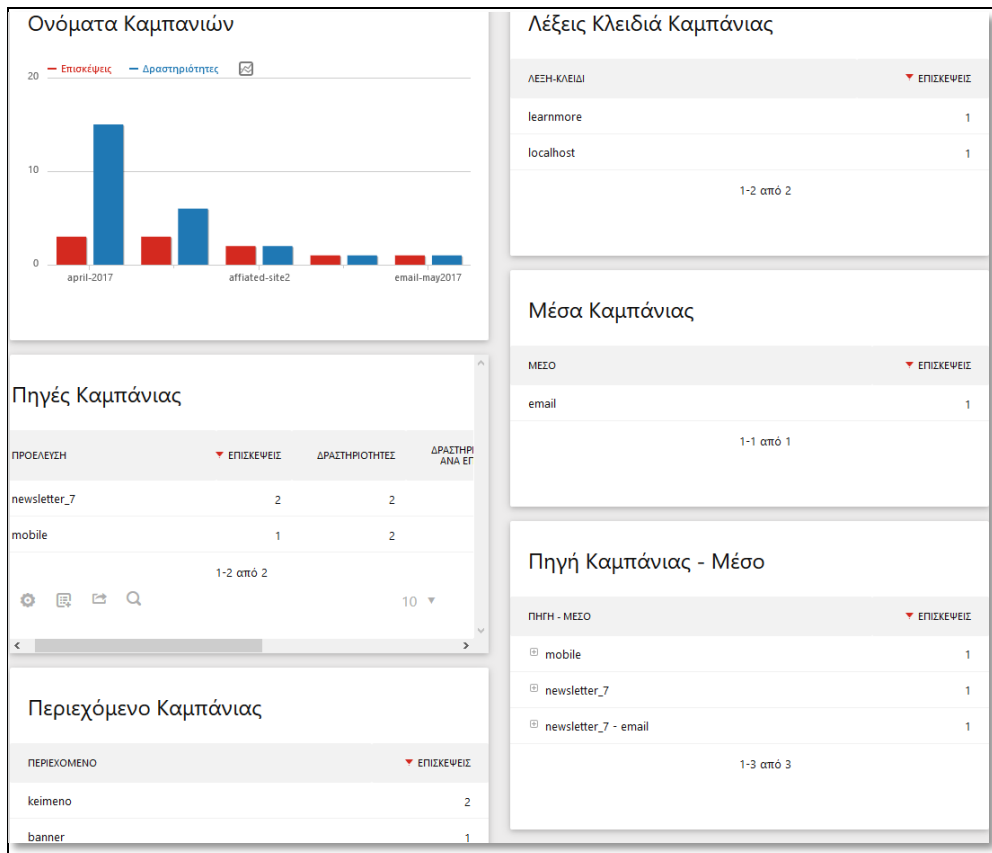 Ονόματα Καμπανιών
Επισκέψεις Δραστηριότητες
20
10
0
april-2017 affiated-site2 email-may2017
Πηγές Καμπάνιας
ΠΡΟΕΛΕΥΣΗ ΕΠΙΣΚΕΨΕΙΣ ΔΡΑΣΤΗΡΙΟΤΗΤΕΣ ΔΡΑΣΤΗΡΙ
ΑΝΑ ΕΠ
newsletter_7 2 2
mobile 1 2
1-2 από 2
10
Περιεχόμενο Καμπάνιας
ΠΕΡΙΕΧΟΜΕΝΟ ΕΠΙΣΚΕΨΕΙΣ
keimeno 2
banner 1
Λέξεις Κλειδιά Καμπάνιας
ΛΕΞΗ-ΚΛΕΙΔΙ ΕΠΙΣΚΕΨΕΙΣ
learnmore 1
localhost 1
1-2 από 2
Μέσα Καμπάνιας
ΜΕΣΟ ΕΠΙΣΚΕΨΕΙΣ
email 1
1-1 από 1
Πηγή Καμπάνιας - Μέσο
ΠΗΓΗ - ΜΕΣΟ ΕΠΙΣΚΕΨΕΙΣ
mobile 1
newsletter_7 1
newsletter_7 - email 1
1-3 από 3